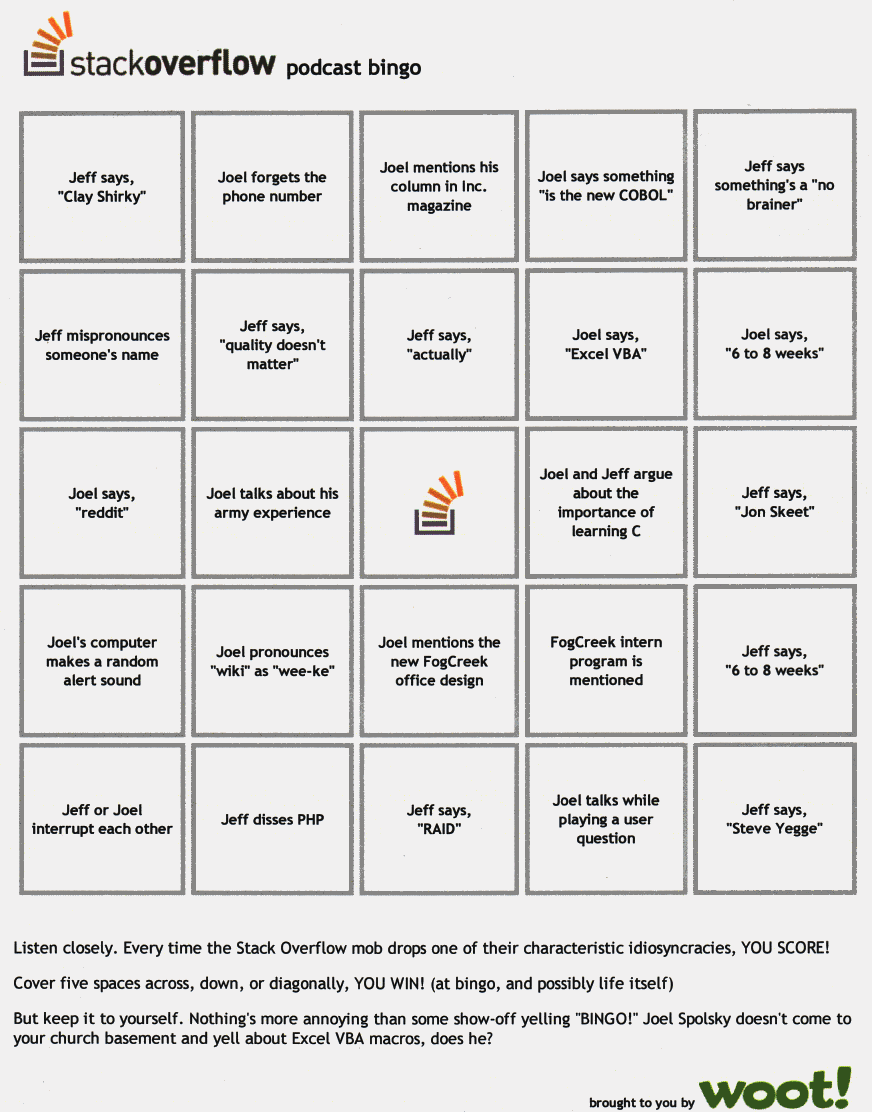 stackoverflow podcast bingo
Jeff says,
"Clay Shirky"
Joel forgets the
phone number
Joel mentions his
column in Inc.
magazine
Joel says something
"is the new COBOL"
Jeff says
something's a "no
brainer"
Jeff mispronounces
someone's name
Jeff says,
"quality doesn't
matter"
Jeff says,
"actually"
Joel says,
"Excel VBA"
Joel says,
"6 to 8 weeks"
Joel says,
"reddit"
Joel talks about his
army experience
Joel and Jeff argue
about the
importance of
learning C
Jeff says,
"Jon Skeet"
Joel's computer
makes a random
alert sound
Joel pronounces
"wiki" as "wee-ke"
Joel mentions the
new FogCreek
office design
FogCreek intern
program is
mentioned
Jeff says,
"6 to 8 weeks"
Jeff or Joel
interrupt each other
Jeff disses PHP
Jeff says,
"RAID"
Joel talks while
playing a user
question
Jeff says,
"Steve Yegge"
Listen closely. Every time the Stack Overflow mob drops one of their characteristic idiosyncracies, YOU SCORE!
Cover five spaces across, down, or diagonally, YOU WIN! (at bingo, and possibly life itself)
But keep it to yourself. Nothing's more annoying than some show-off yelling "BINGO!" Joel Spolsky doesn't come to
your church basement and yell about Excel VBA macros, does he?
brought to you by woot!